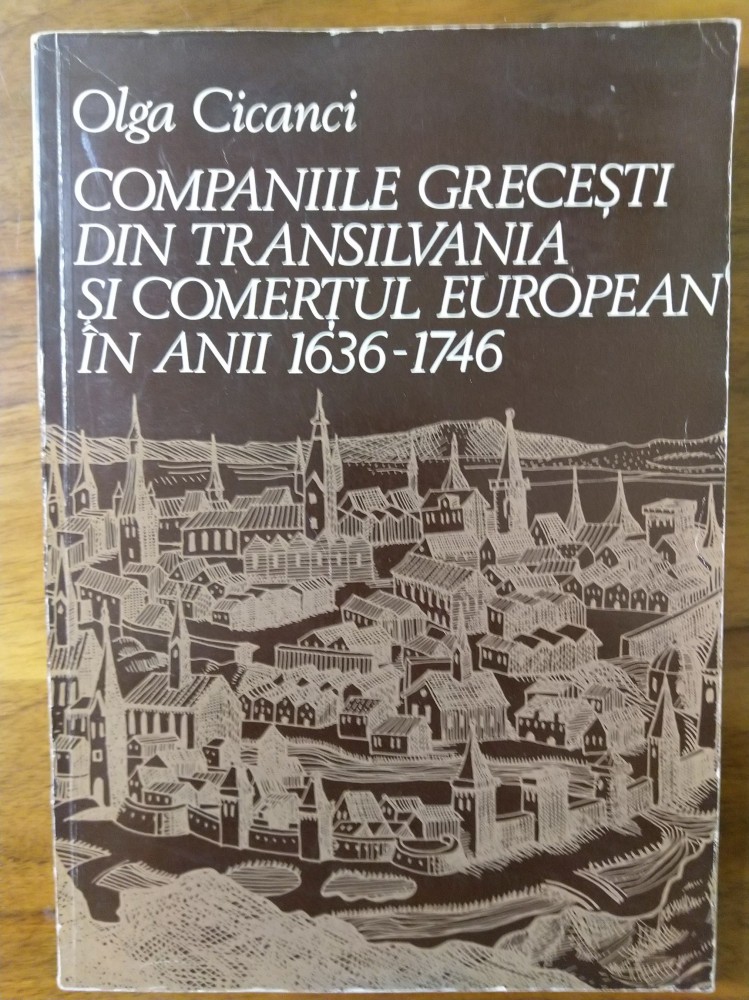 Olga Cicanci
COMPANIILE GRECEȘTI
DIN TRANSILVANIA
ȘI COMERȚUL EUROPEAN
ÎN ANII 1636-1746